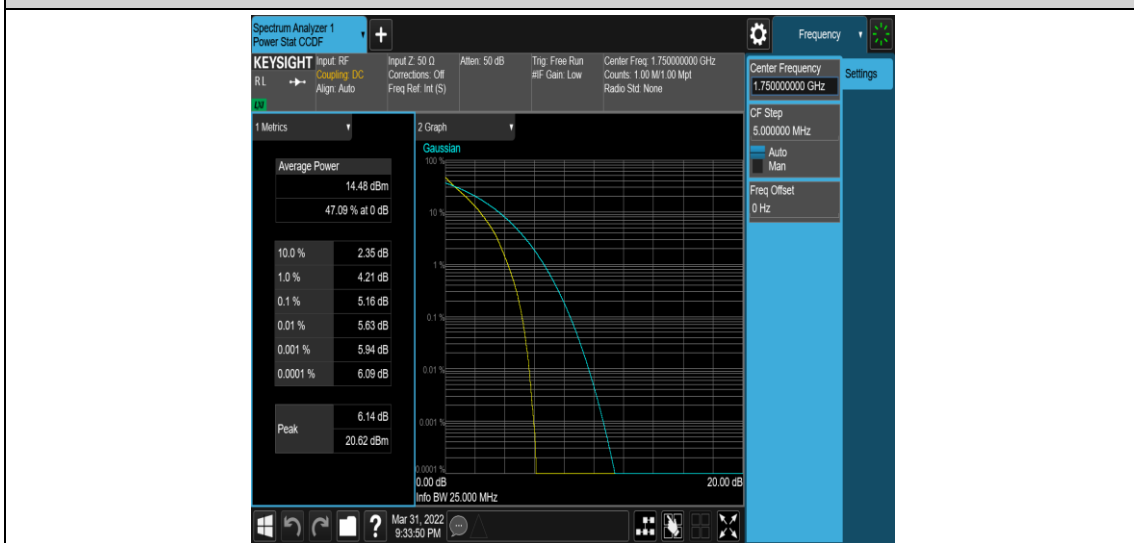 Spectrum Analyzer 1
Power Stat CCDF
+
Frequency
KEYSIGHT
RL
LXI
Input: RF
Coupling: DC
Align: Auto
Input Z: 50 Ω
Corrections: Off
Freq Ref: Int (S)
Atten: 50 dB
Trig: Free Run
#IF Gain: Low
Center Freq: 1.750000000 GHz
Counts: 1.00 M/1.00 Mpt
Radio Std: None
Center Frequency
1.750000000 GHz
Settings
CF Step
5.000000 MHz
Auto
Man
Freq Offset
0 Hz
1 Metrics
Average Power
14.48 dBm
47.09 % at 0 dB
10.0 % 2.35 dB
1.0 % 4.21 dB
0.1 % 5.16 dB
0.01 % 5.63 dB
0.001 % 5.94 dB
0.0001 % 6.09 dB
Peak
6.14 dB
20.62 dBm
2 Graph
Gaussian
100 %
10 %
1 %
0.1 %
0.01 %
0.001 %
0.0001 %
0.00 dB 20.00 dB
Info BW 25.000 MHz
?
Mar 31, 2022
9:33:50 PM